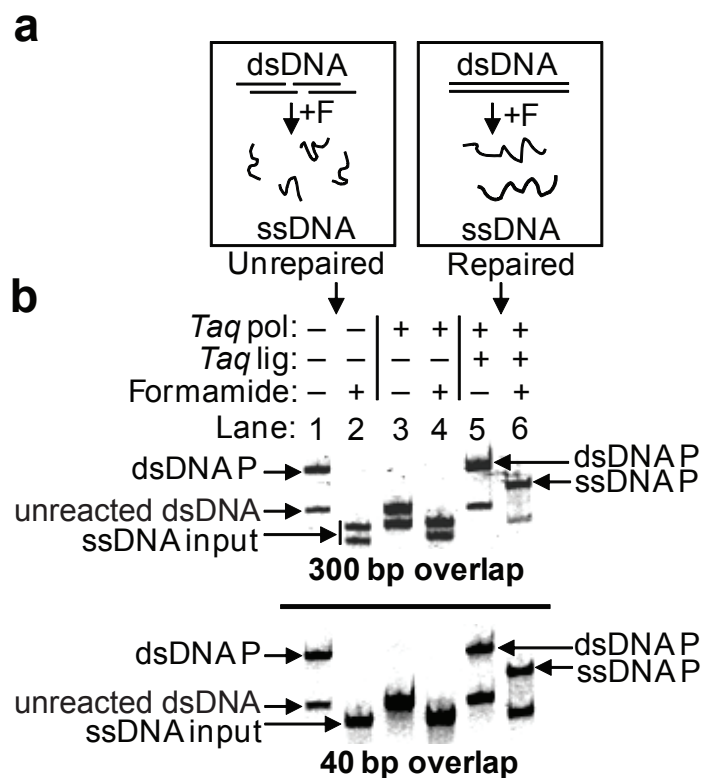 a
dsDNA dsDNA
+F +F
ssDNA ssDNA
Unrepaired Repaired
b
Taq pol: – – + + + +
Taq lig: – – – – + +
Formamide: – + – + – +
Lane: 1 2 3 4 5 6
dsDNA P dsDNA P
ssDNA P
unreacted dsDNA
ssDNA input
300 bp overlap
dsDNA P dsDNA P
ssDNA P
unreacted dsDNA
ssDNA input
40 bp overlap